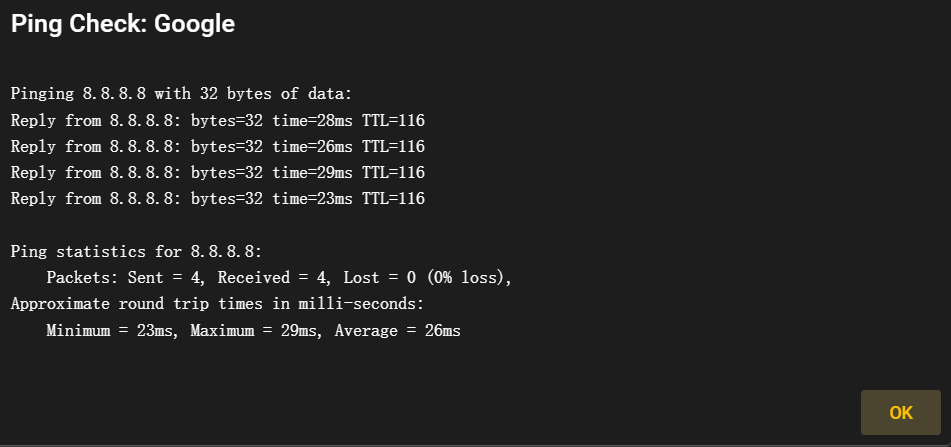 Ping Check: Google
Pinging 8.8.8.8 with 32 bytes of data:
Reply from 8.8.8.8: bytes=32 time=28ms TTL=116
Reply from 8.8.8.8: bytes=32 time=26ms TTL=116
Reply from 8.8.8.8: bytes=32 time=29ms TTL=116
Reply from 8.8.8.8: bytes=32 time=23ms TTL=116
Ping statistics for 8.8.8.8:
Packets: Sent = 4, Received = 4, Lost = 0 (0% loss),
Approximate round trip times in milli-seconds:
Minimum = 23ms, Maximum = 29ms, Average = 26ms
OK